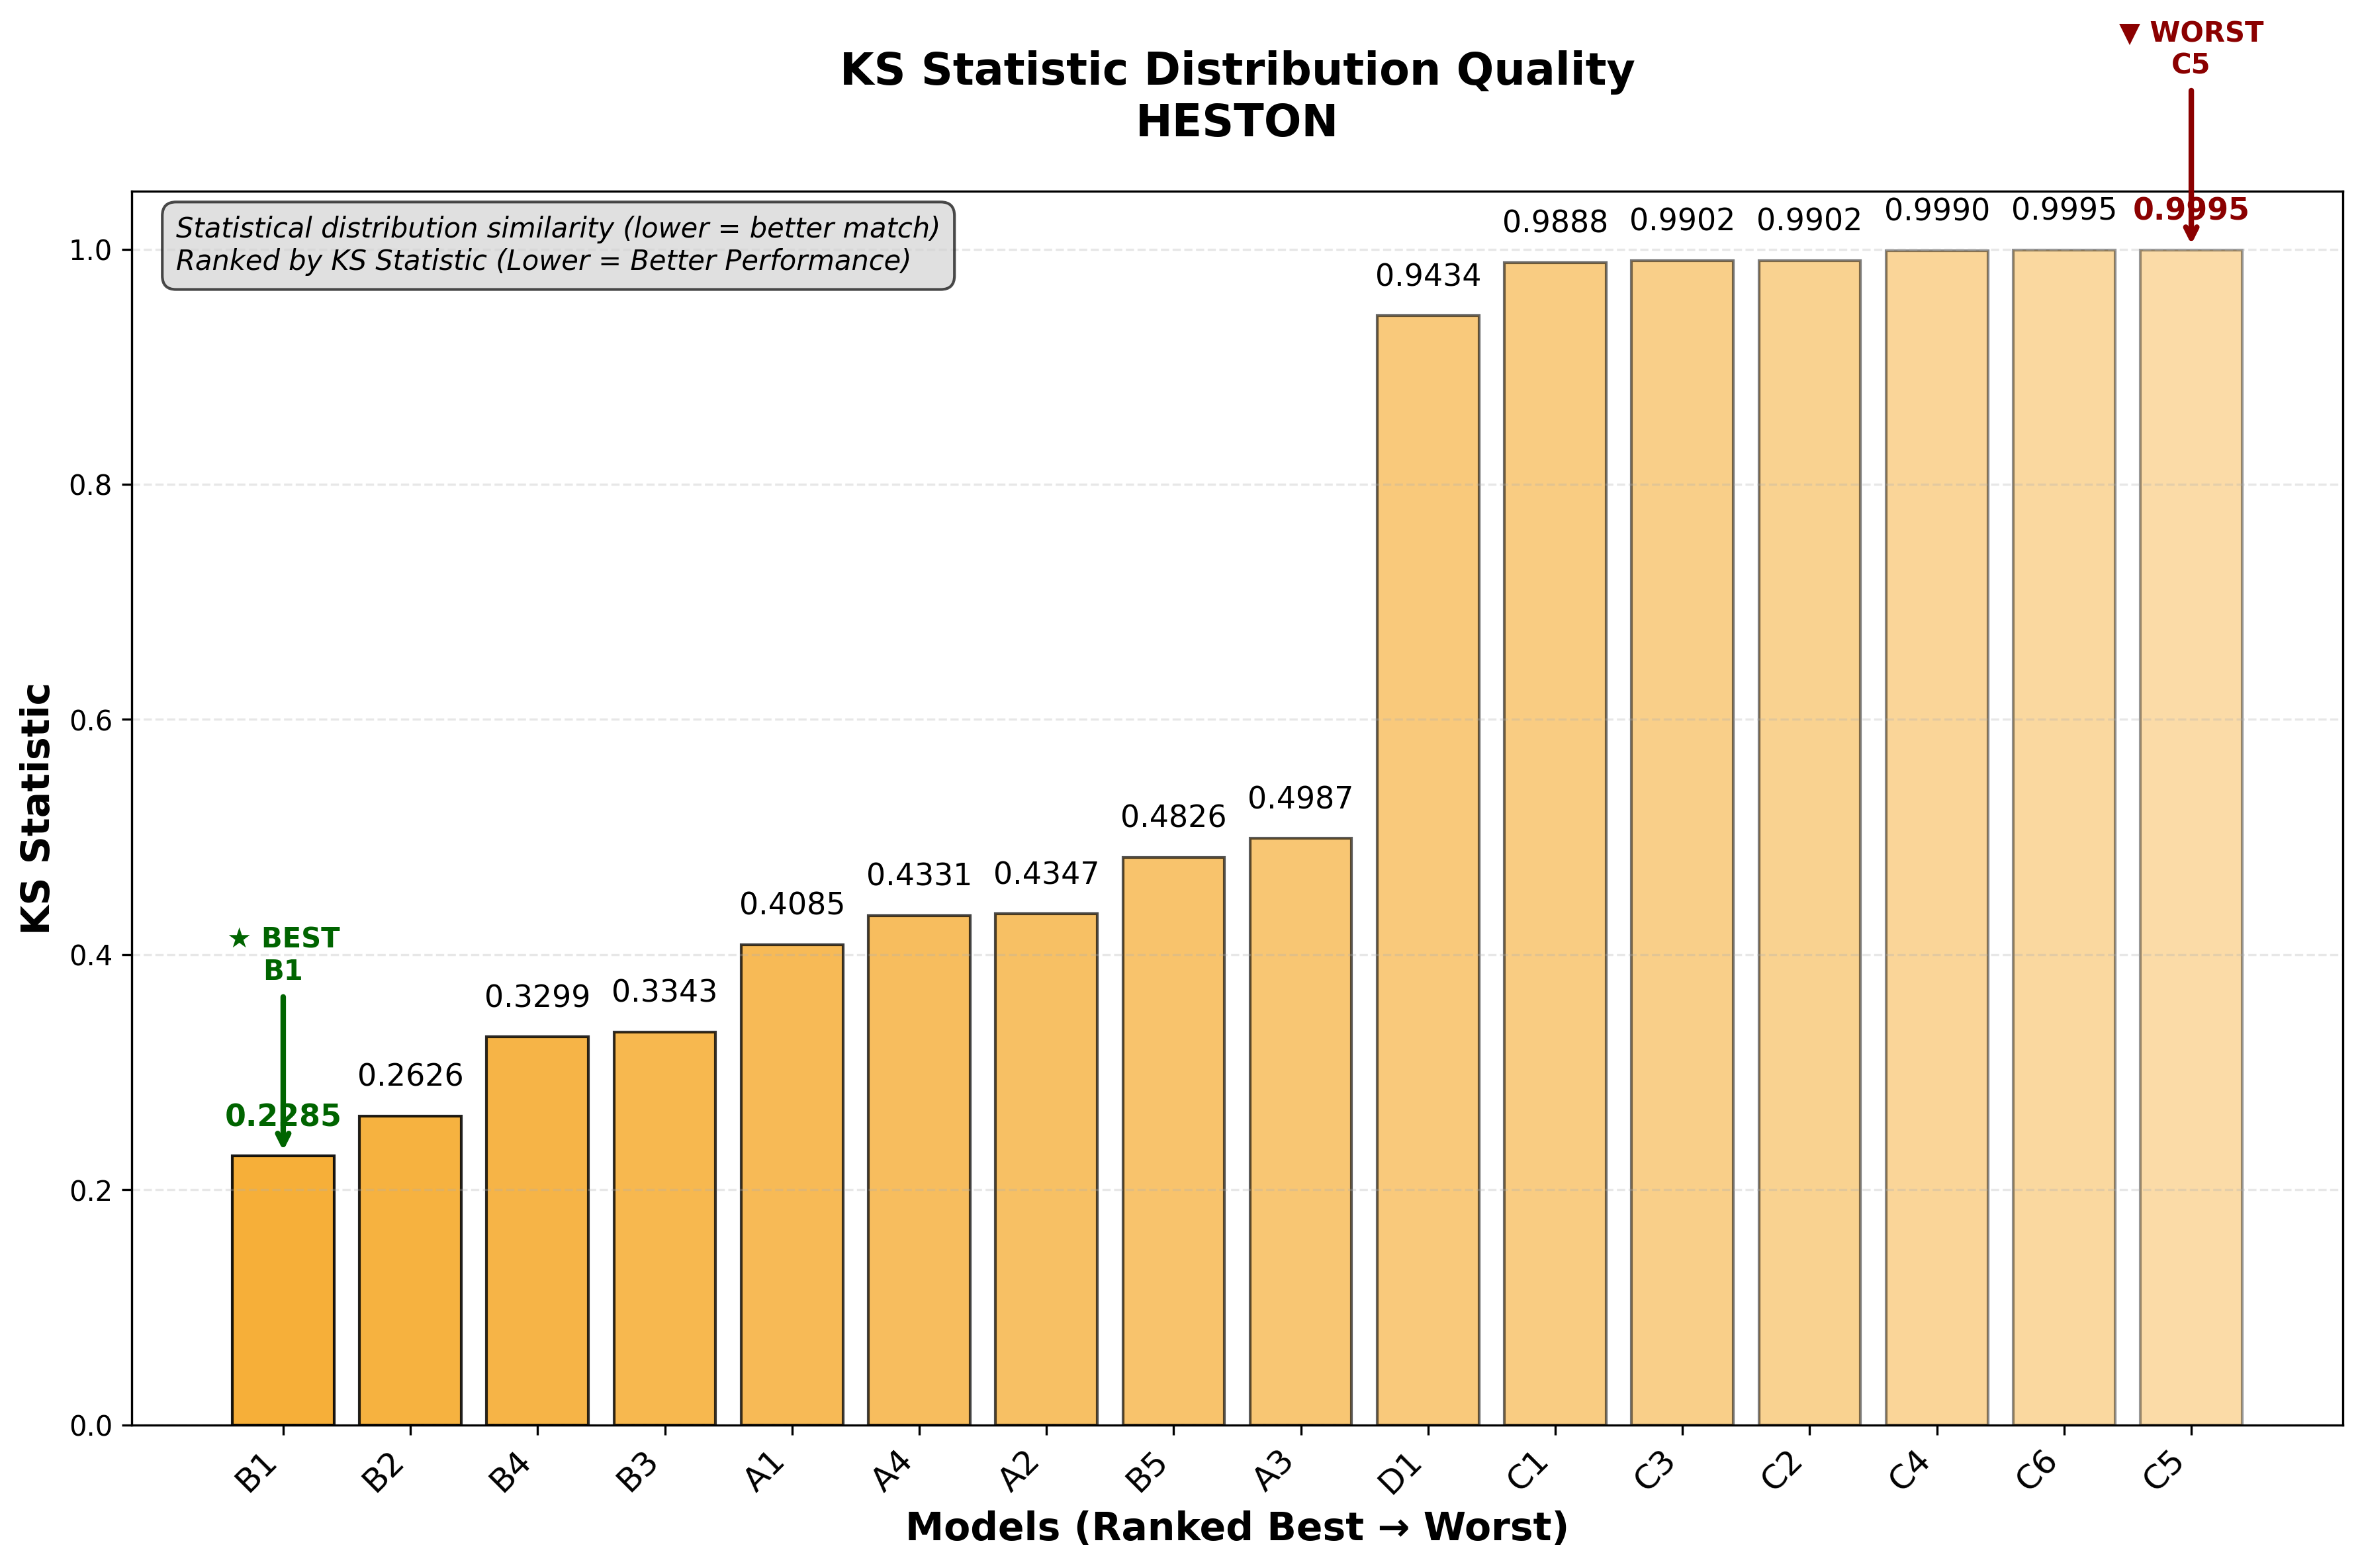 ▼ WORST
C5
KS Statistic Distribution Quality
HESTON
Statistical distribution similarity (lower = better match)
Ranked by KS Statistic (Lower = Better Performance)
KS Statistic
1.0
0.8
0.6
0.4
0.2
0.0
★ BEST
B1
0.2285
0.2626
0.3299
0.3343
0.4085
0.4331
0.4347
0.4826
0.4987
0.9434
0.9888
0.9902
0.9902
0.9990
0.9995
0.9995
B1
B2
B4
B3
A1
A4
A2
B5
A3
D1
C1
C3
C2
C4
C6
C5
Models (Ranked Best → Worst)